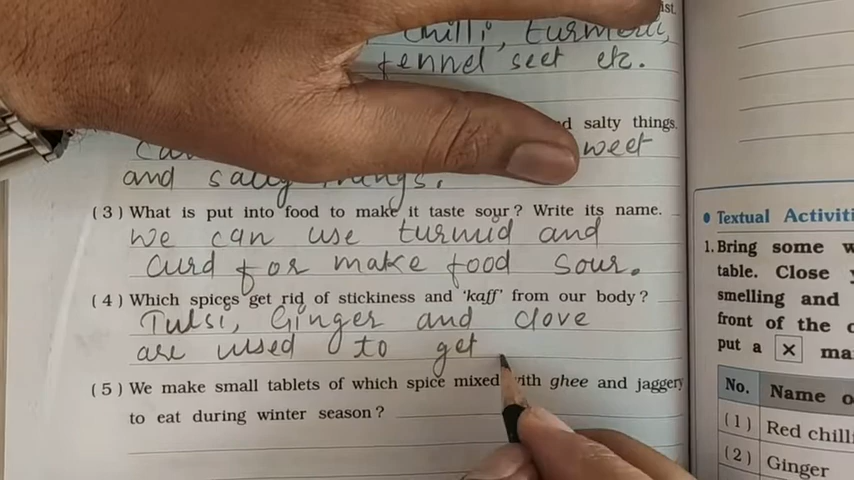 ist.
chilli, turmeric,
fennel seet etc.
salty things.
sweet
and salty things.
(3) What is put into food to make it taste sour? Write its name.
we can use turmid and
curd for make food sour.
(4) Which spices get rid of stickiness and 'kaff' from our body?
Tulsi, Ginger and clove
are used to get
(5) We make small tablets of which spice mixed with ghee and jaggery
to eat during winter season?
Textual Activiti
1. Bring some w
table. Close y
smelling and
front of the c
put a X ma
No. Name o
(1) Red chill
(2) Ginger